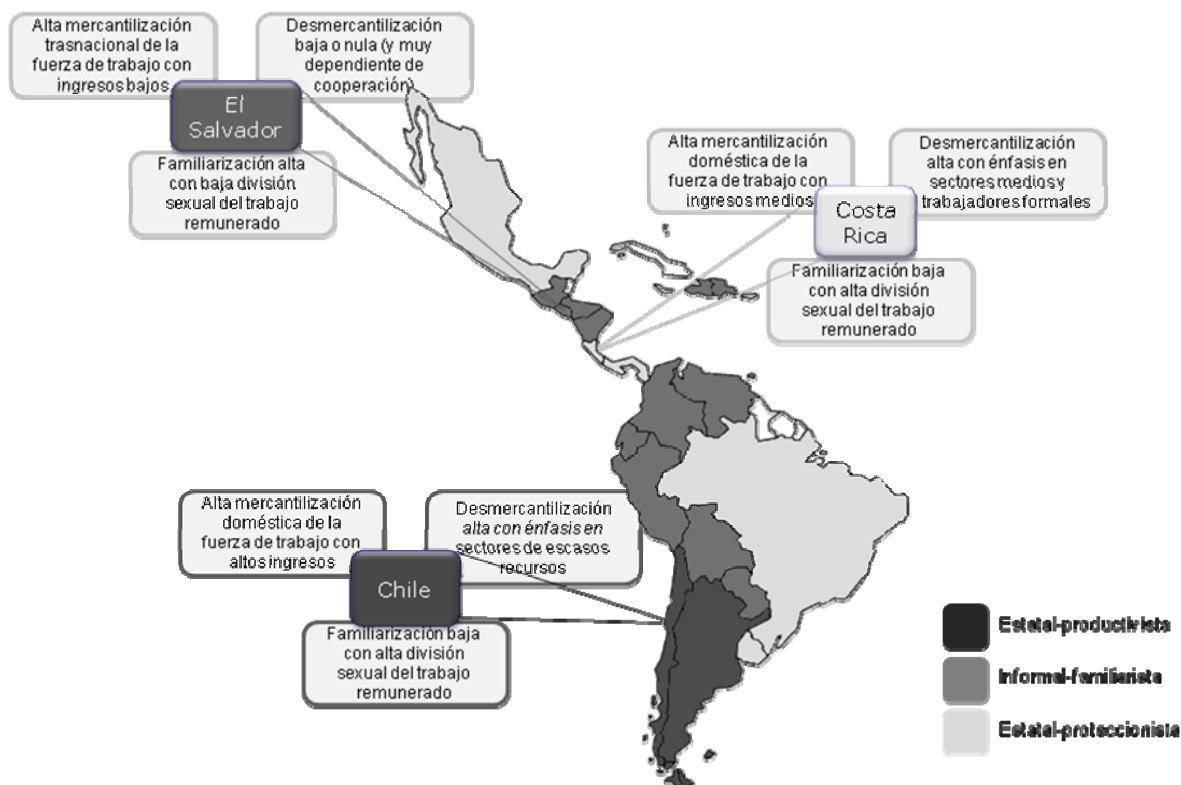 Alta mercantilización
trasnacional de la
fuerza de trabajo con
ingresos bajos
Desmercantilización
baja o nula (y muy
dependiente de
cooperación)
El
Salvador
Familiarización alta
con baja división
sexual del trabajo
remunerado
Alta mercantilización
doméstica de la
fuerza de trabajo con
ingresos medios
Desmercantilización
alta con énfasis en
sectores medios y
trabajadores formales
Costa
Rica
Familiarización baja
con alta división
sexual del trabajo
remunerado
Alta mercantilización
doméstica de la
fuerza de trabajo con
altos ingresos
Desmercantilización
alta con énfasis en
sectores de escasos
recursos
Chile
Familiarización baja
con alta división
sexual del trabajo
remunerado
Estatal-productivista
Informal-familiarista
Estatal-proteccionista